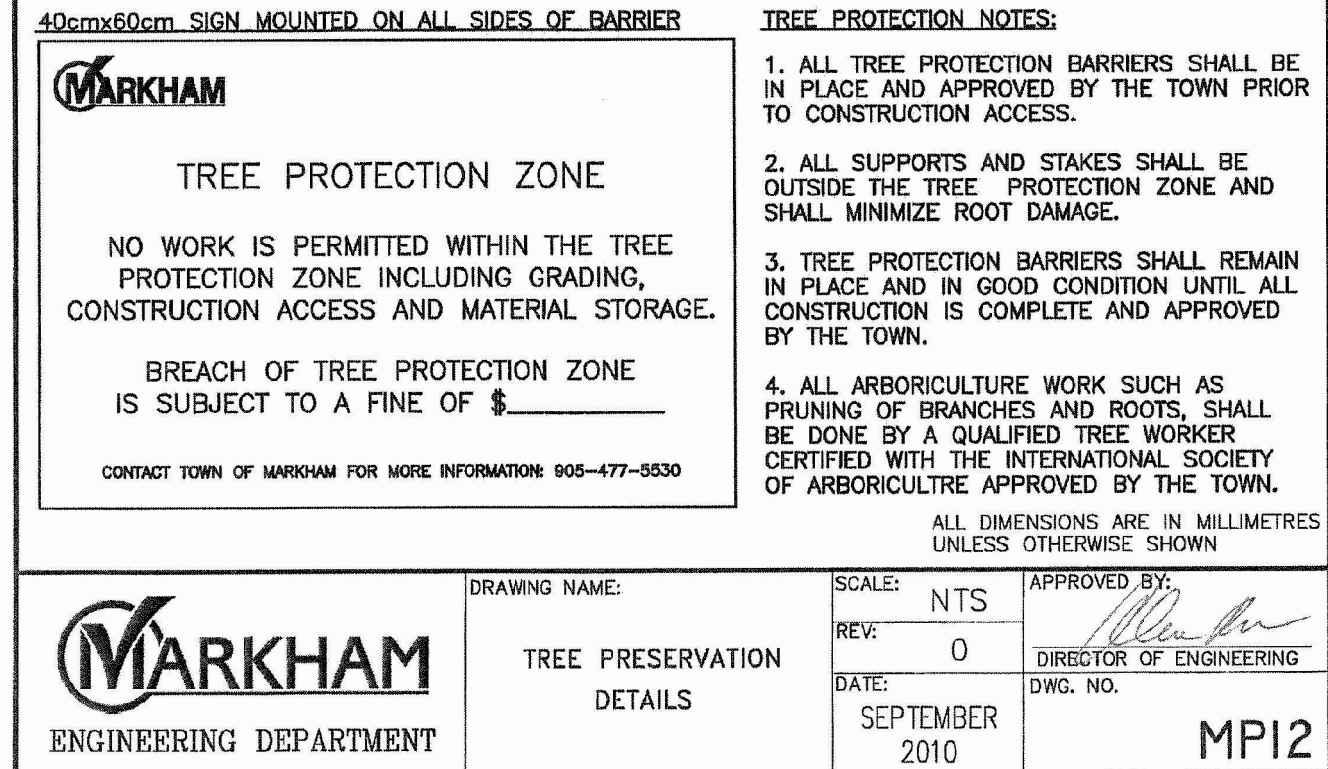 40cmx60cm SIGN MOUNTED ON ALL SIDES OF BARRIER
MARKHAM
TREE PROTECTION ZONE
NO WORK IS PERMITTED WITHIN THE TREE
PROTECTION ZONE INCLUDING GRADING,
CONSTRUCTION ACCESS AND MATERIAL STORAGE.
BREACH OF TREE PROTECTION ZONE
IS SUBJECT TO A FINE OF $__________
CONTACT TOWN OF MARKHAM FOR MORE INFORMATION: 905-477-5530
TREE PROTECTION NOTES:
1. ALL TREE PROTECTION BARRIERS SHALL BE
IN PLACE AND APPROVED BY THE TOWN PRIOR
TO CONSTRUCTION ACCESS.
2. ALL SUPPORTS AND STAKES SHALL BE
OUTSIDE THE TREE PROTECTION ZONE AND
SHALL MINIMIZE ROOT DAMAGE.
3. TREE PROTECTION BARRIERS SHALL REMAIN
IN PLACE AND IN GOOD CONDITION UNTIL ALL
CONSTRUCTION IS COMPLETE AND APPROVED
BY THE TOWN.
4. ALL ARBORICULTURE WORK SUCH AS
PRUNING OF BRANCHES AND ROOTS, SHALL
BE DONE BY A QUALIFIED TREE WORKER
CERTIFIED WITH THE INTERNATIONAL SOCIETY
OF ARBORICULTRE APPROVED BY THE TOWN.
ALL DIMENSIONS ARE IN MILLIMETRES
UNLESS OTHERWISE SHOWN
MARKHAM
ENGINEERING DEPARTMENT
DRAWING NAME:
TREE PRESERVATION
DETAILS
SCALE: NTS
REV: 0
DATE:
SEPTEMBER
2010
APPROVED BY:
DIRECTOR OF ENGINEERING
DWG. NO.
MP12